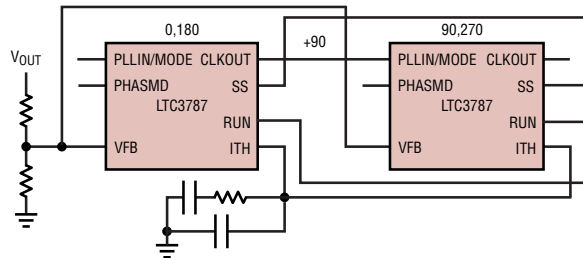 0,180
90,270
+90
V_OUT
PLLIN/MODE CLKOUT
PHASMD
SS
LTC3787
RUN
VFB
ITH
PLLIN/MODE CLKOUT
PHASMD
SS
LTC3787
RUN
VFB
ITH